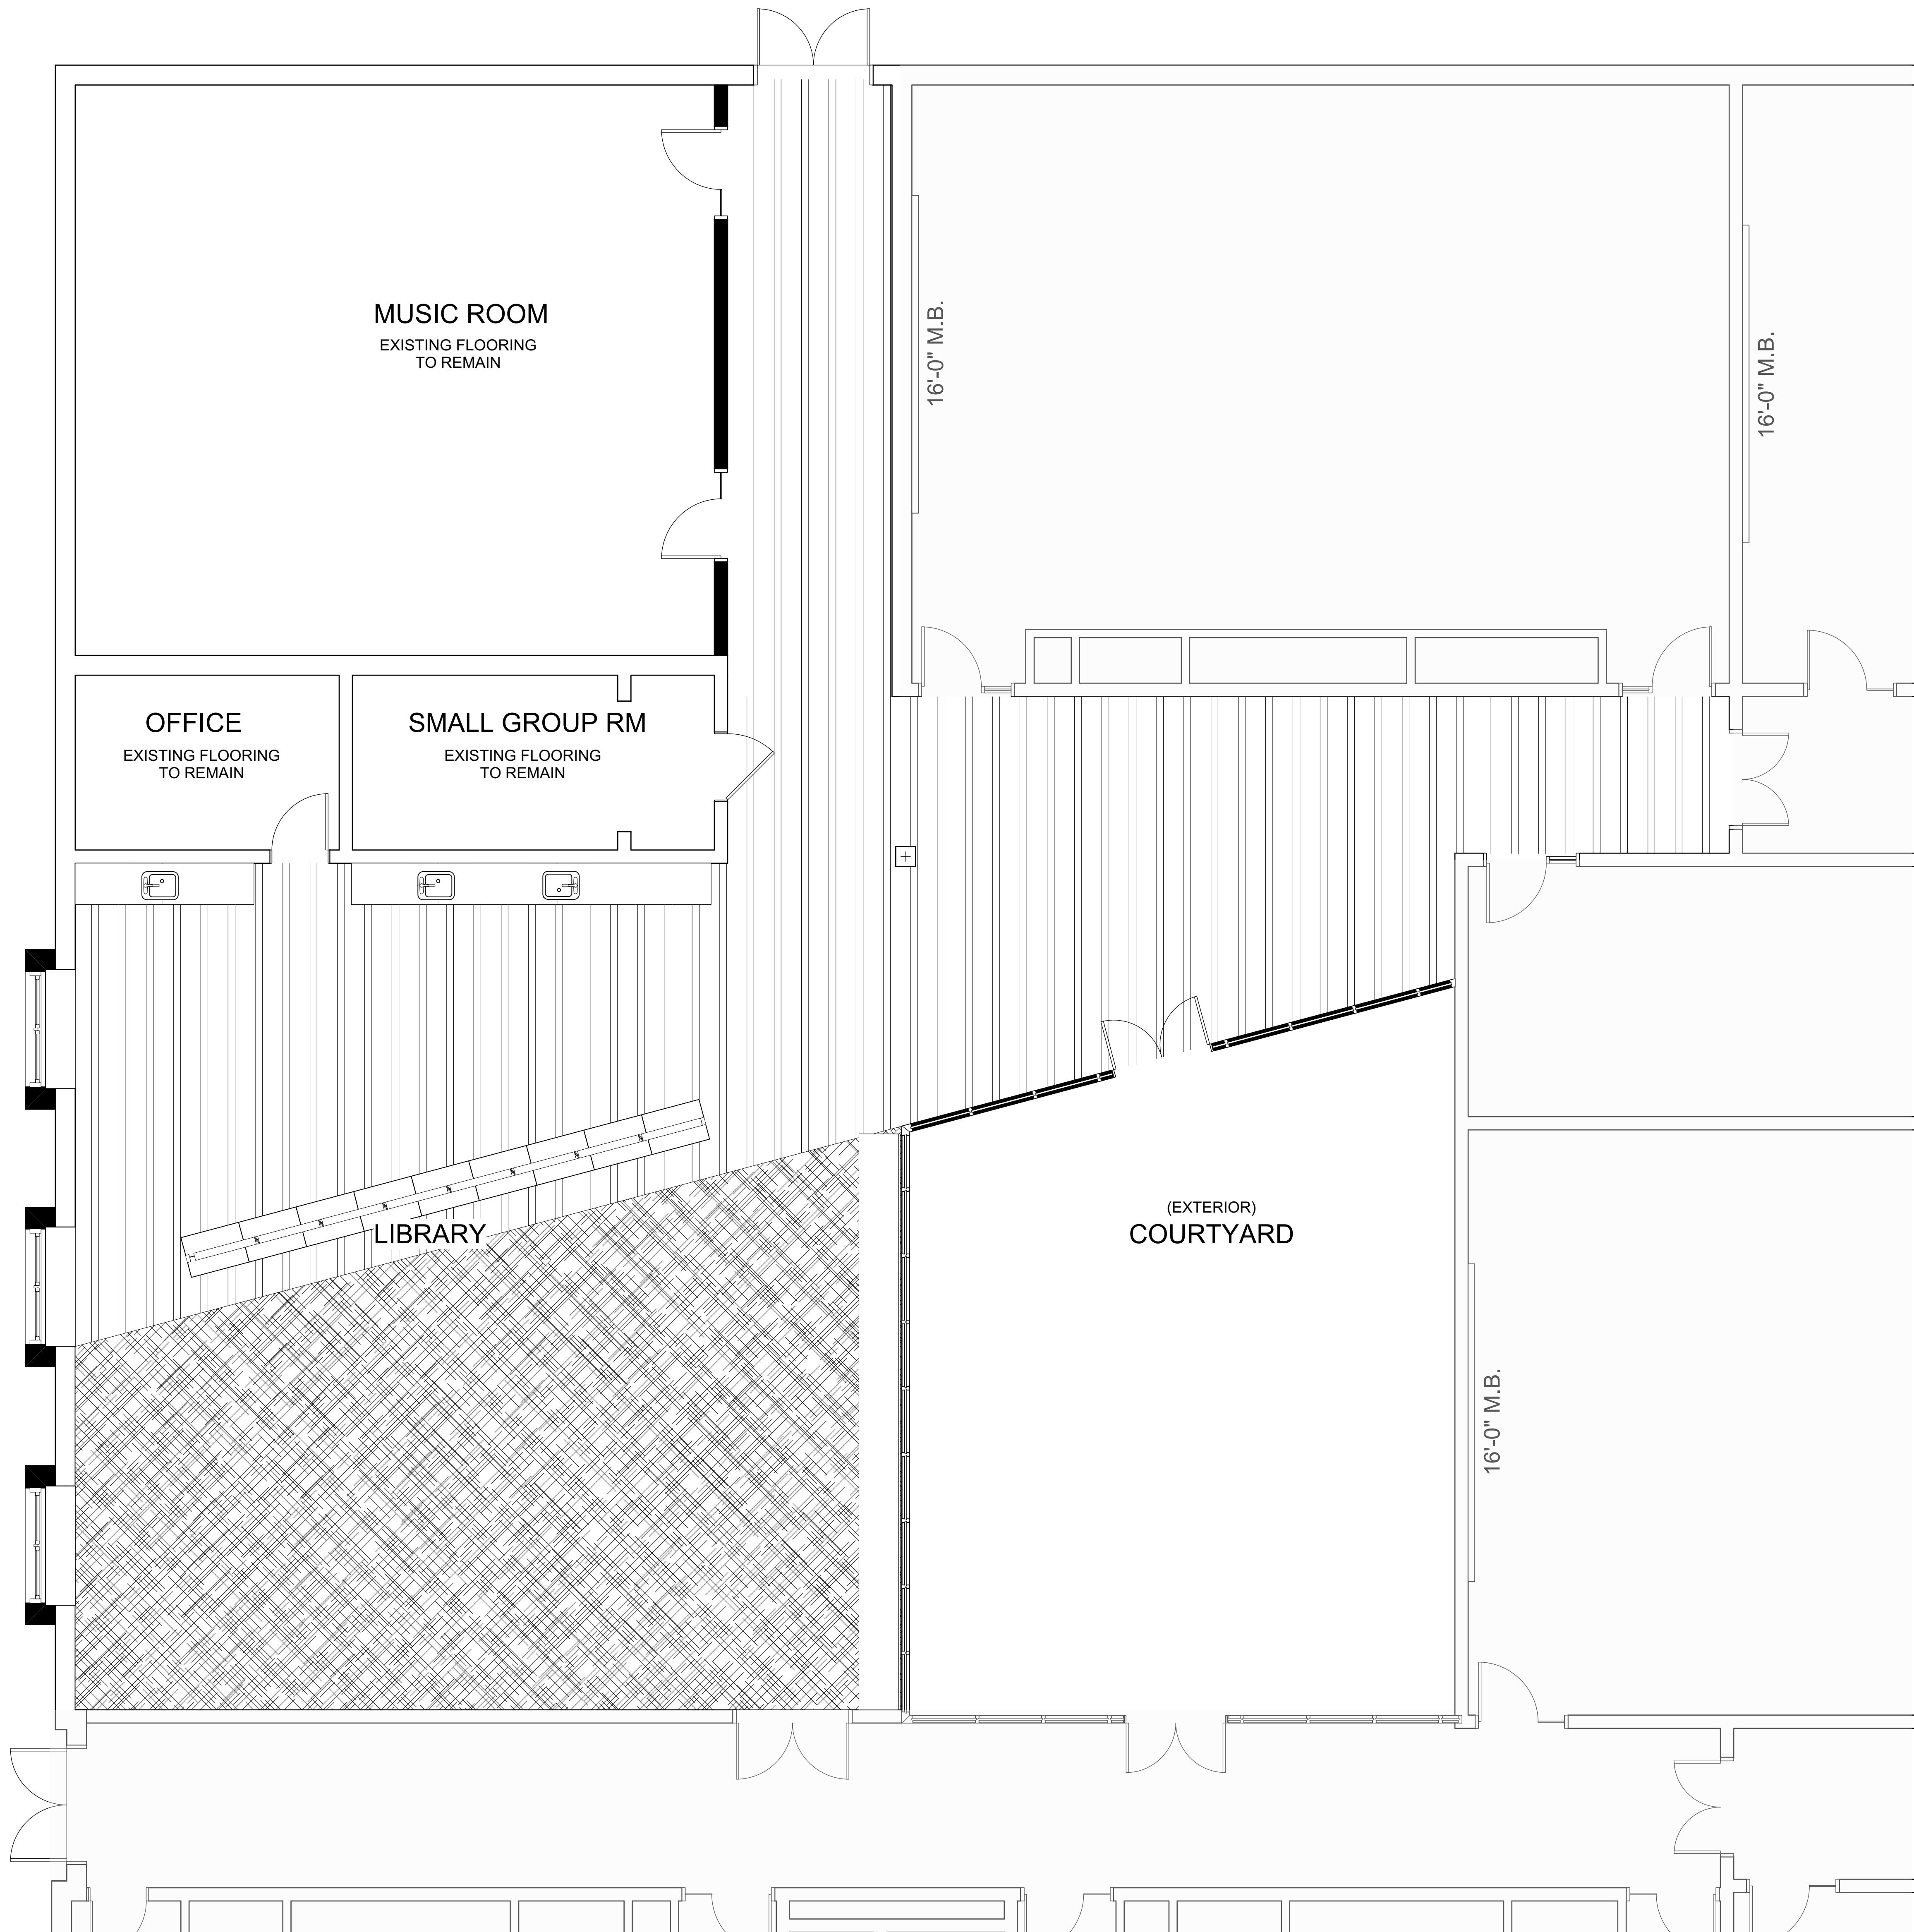 MUSIC ROOM
EXISTING FLOORING
TO REMAIN
16'-0" M.B.
16'-0" M.B.
OFFICE
EXISTING FLOORING
TO REMAIN
SMALL GROUP RM
EXISTING FLOORING
TO REMAIN
LIBRARY
(EXTERIOR)
COURTYARD
16'-0" M.B.